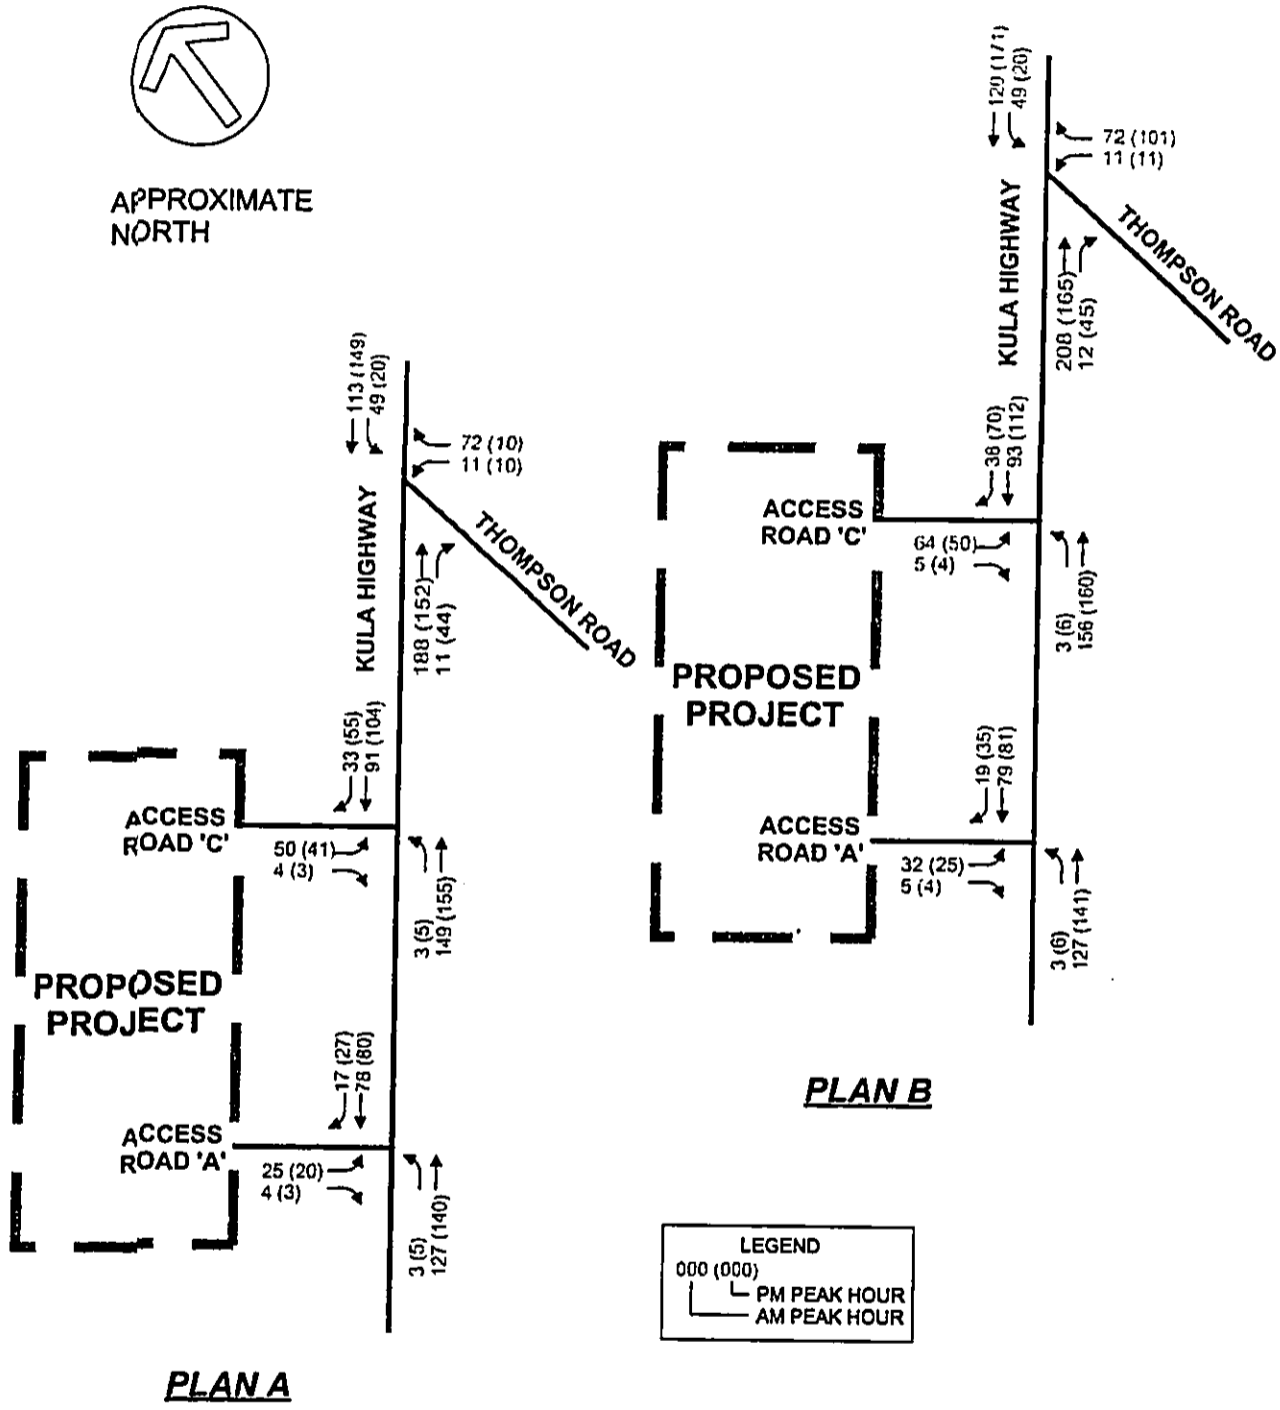 APPROXIMATE
NORTH
113 (149)
49 (20)
72 (10)
11 (10)
KULA HIGHWAY
THOMPSON ROAD
188 (152)
11 (44)
33 (55)
91 (104)
ACCESS
ROAD 'C'
50 (41)
4 (3)
3 (5)
149 (155)
PROPOSED
PROJECT
17 (27)
78 (80)
ACCESS
ROAD 'A'
25 (20)
4 (3)
3 (5)
127 (140)
PLAN A
120 (171)
49 (20)
72 (101)
11 (11)
KULA HIGHWAY
THOMPSON ROAD
208 (165)
12 (45)
38 (70)
93 (112)
ACCESS
ROAD 'C'
64 (50)
5 (4)
3 (6)
156 (160)
PROPOSED
PROJECT
19 (35)
79 (81)
ACCESS
ROAD 'A'
32 (25)
5 (4)
3 (6)
127 (141)
PLAN B
LEGEND
000 (000)
PM PEAK HOUR
AM PEAK HOUR